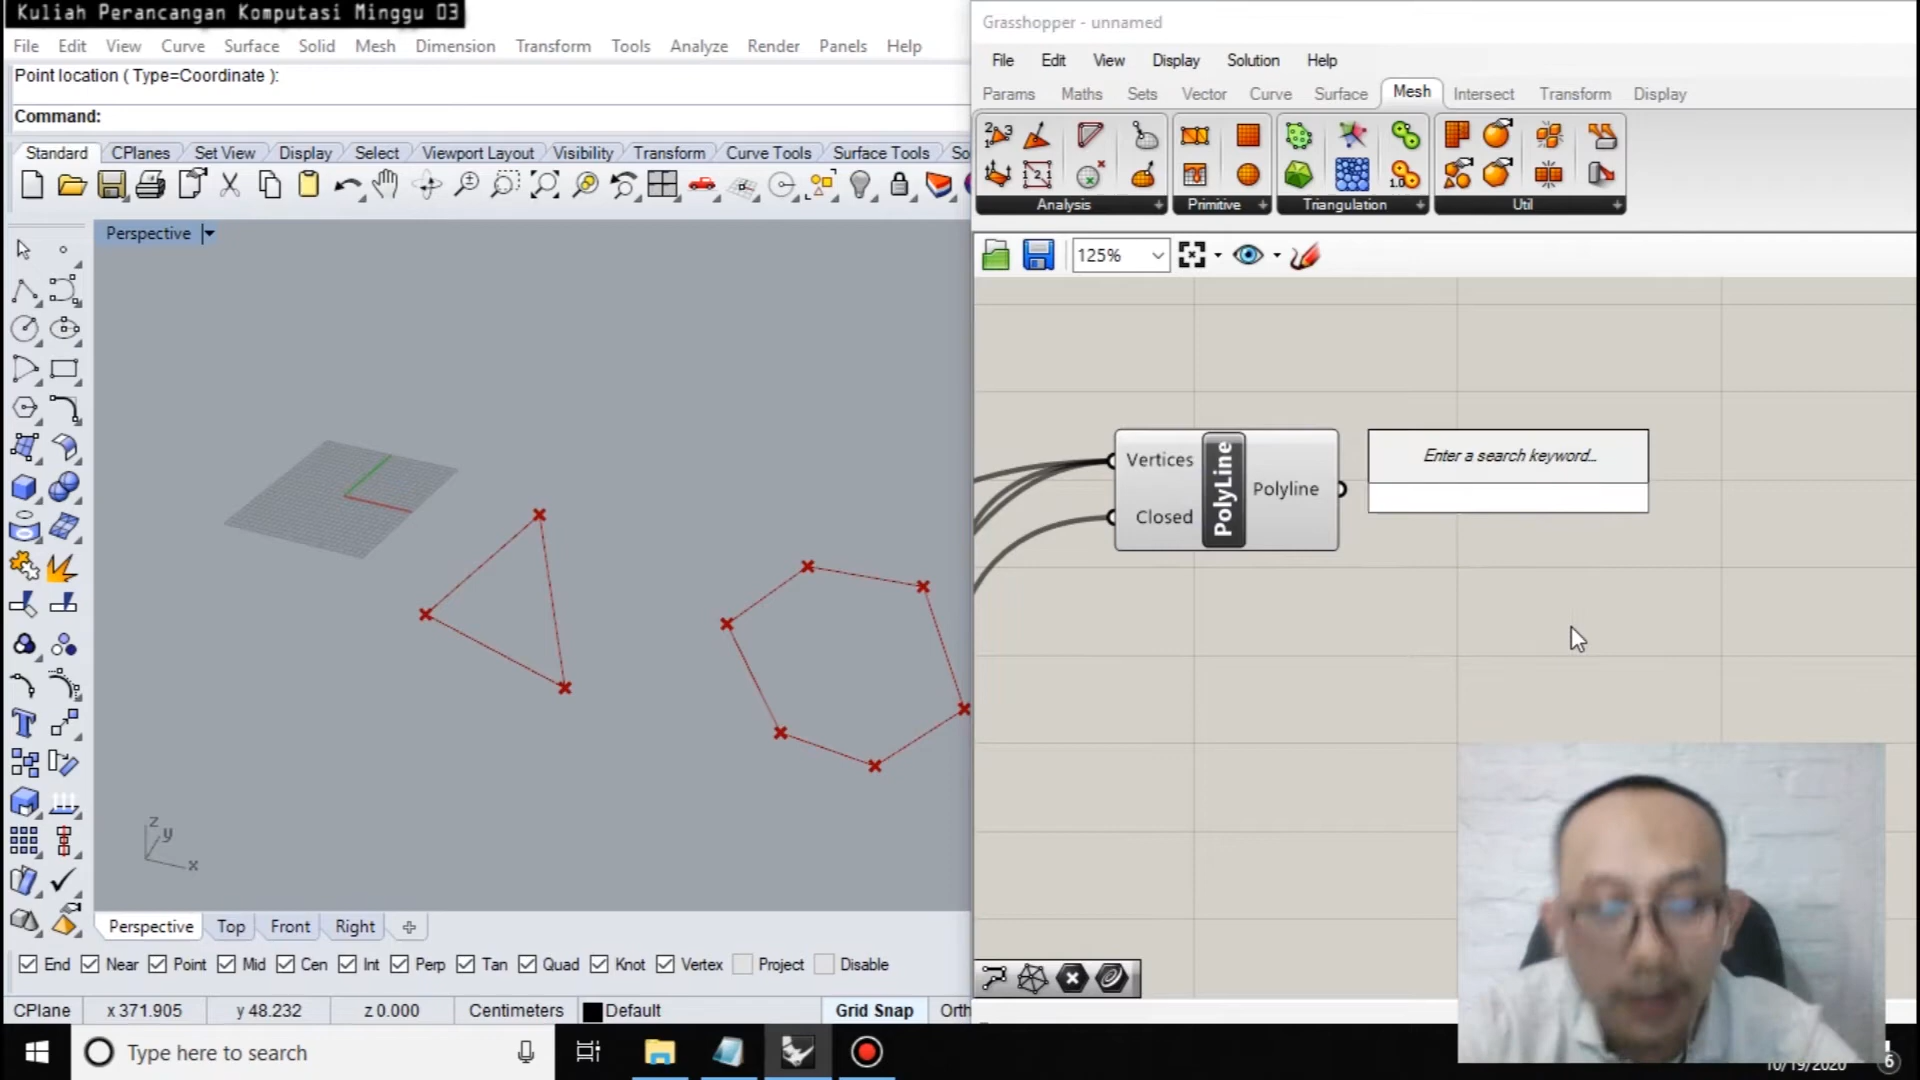 Kuliah Perancangan Komputasi Minggu 03
File Edit View Curve Surface Solid Mesh Dimension Transform Tools Analyze Render Panels Help
Point location ( Type=Coordinate ):
Command:
Standard CPlanes Set View Display Select Viewport Layout Visibility Transform Curve Tools Surface Tools So
Perspective
z
y
x
Perspective Top Front Right
End Near Point Mid Cen Int Perp Tan Quad Knot Vertex Project Disable
CPlane x 371.905 y 48.232 z 0.000 Centimeters Default Grid Snap Orth
Type here to search
Grasshopper - unnamed
File Edit View Display Solution Help
Params Maths Sets Vector Curve Surface Mesh Intersect Transform Display
Analysis Primitive Triangulation Util
125%
Vertices
Closed
PolyLine
Polyline
Enter a search keyword...
10/19/2020
6